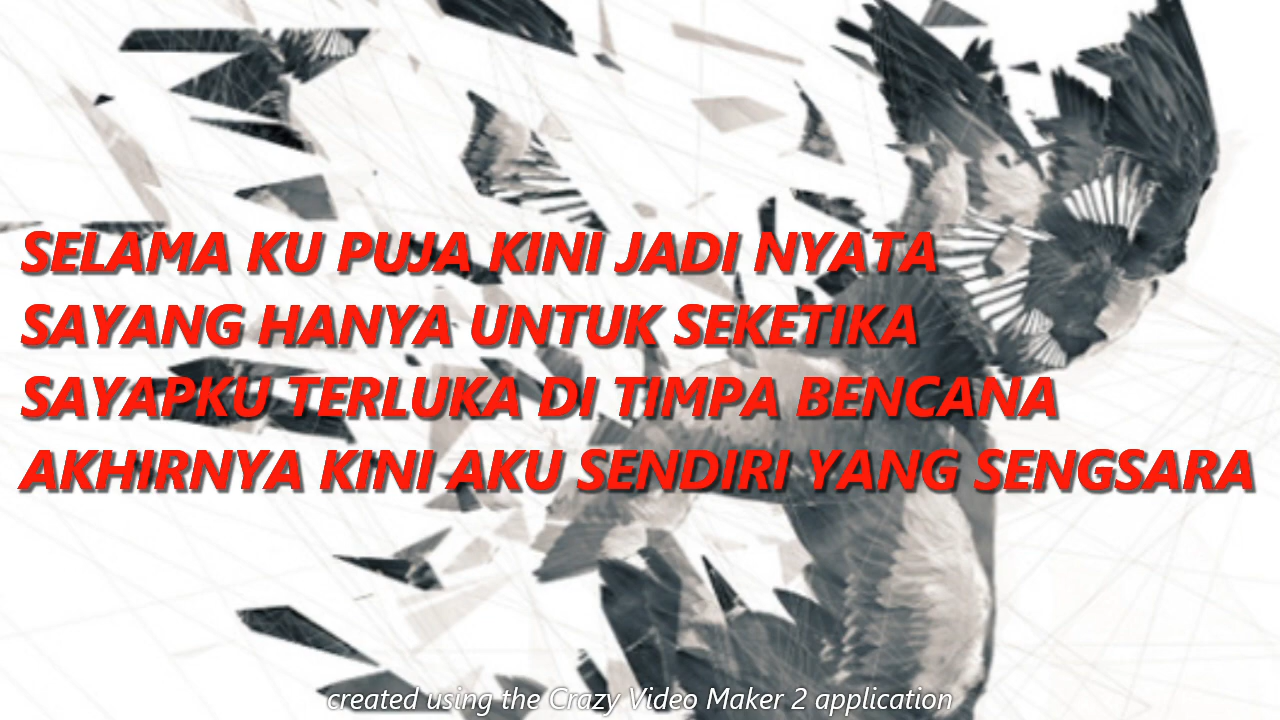 SELAMA KU PUJA KINI JADI NYATA
SAYANG HANYA UNTUK SEKETIKA
SAYAPKU TERLUKA DI TIMPA BENCANA
AKHIRNYA KINI AKU SENDIRI YANG SENGSARA
created using the Crazy Video Maker 2 application